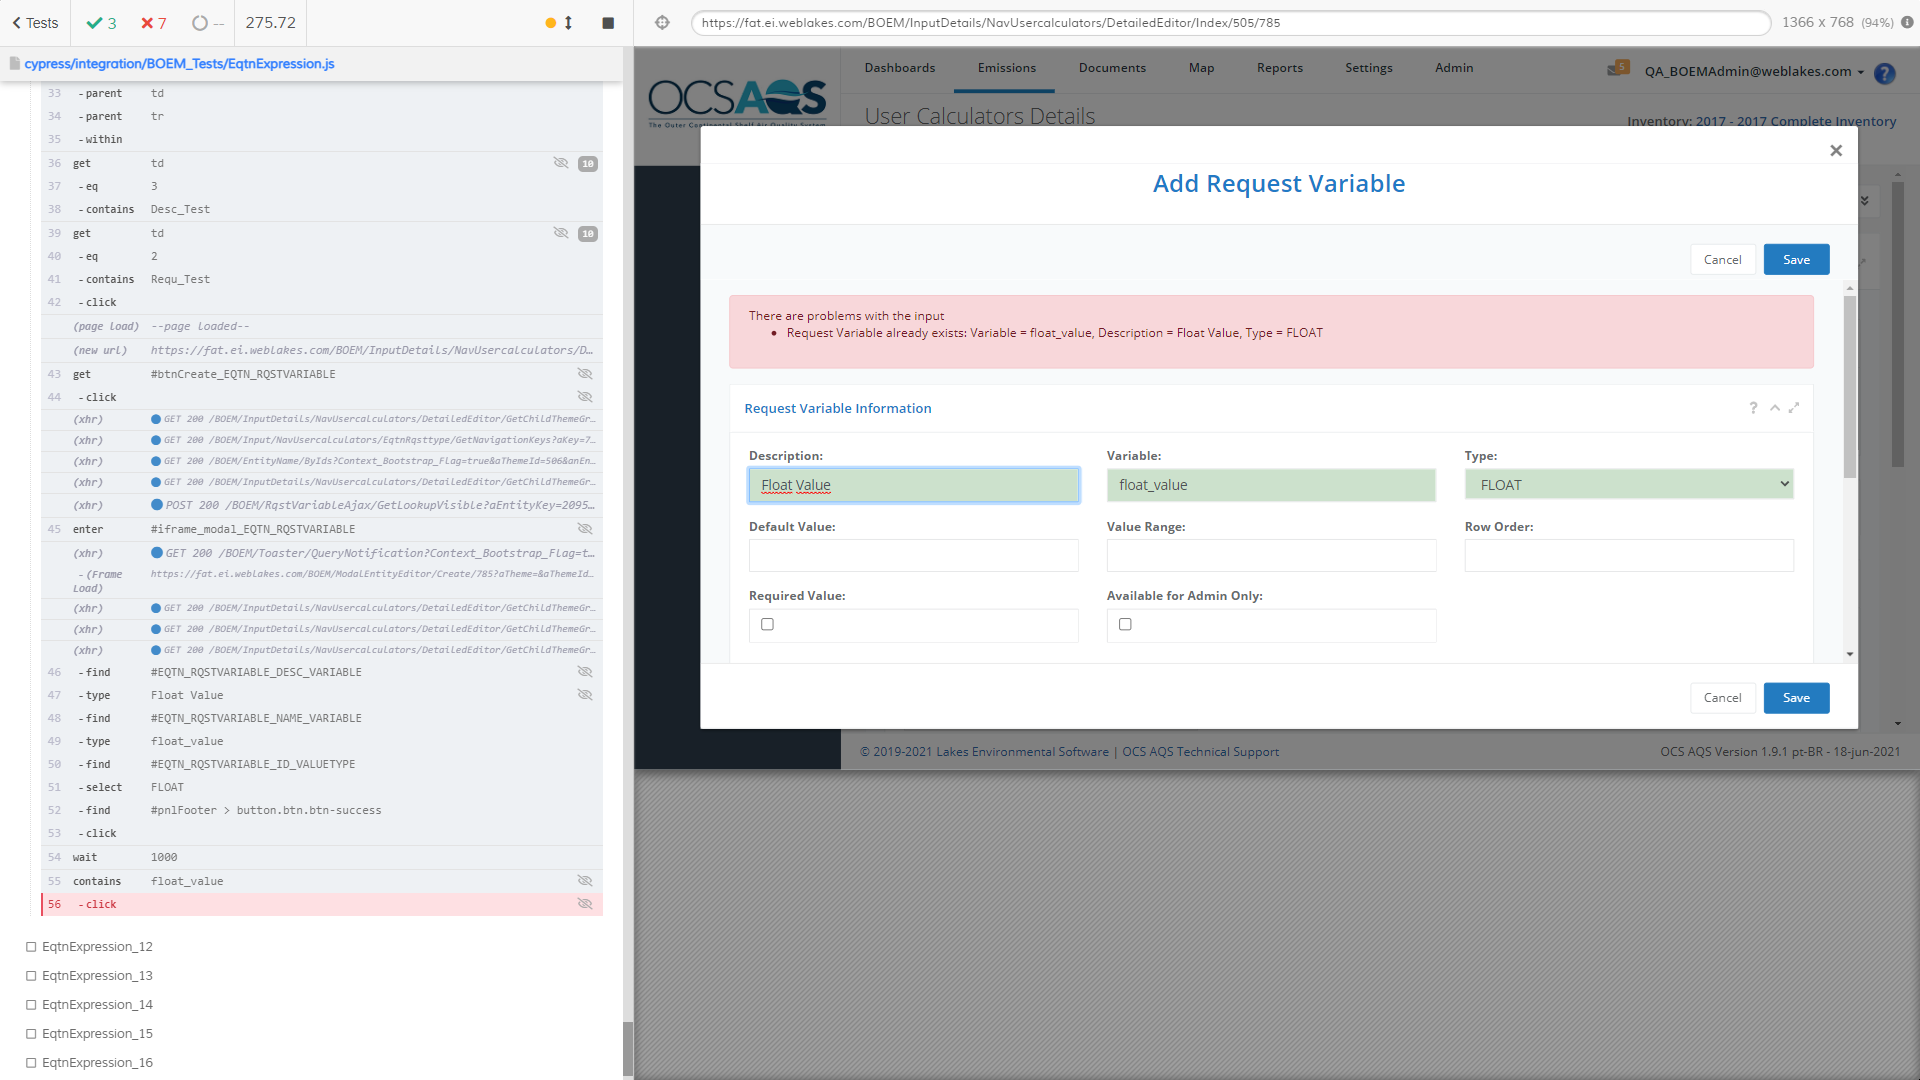 Tests
3
7
--
275.72
https://fat.ei.weblakes.com/BOEM/InputDetails/NavUsercalculators/DetailedEditor/Index/505/785
1366 x 768 (94%)
cypress/integration/BOEM_Tests/EqtnExpression.js
33 -parent td
34 -parent tr
35 -within
36 get td 10
37 -eq 3
38 -contains Desc_Test
39 get td 10
40 -eq 2
41 -contains Requ_Test
42 -click
(page load) --page loaded--
(new url) https://fat.ei.weblakes.com/BOEM/InputDetails/NavUsercalculators/D…
43 get #btnCreate_EQTN_RQSTVARIABLE
44 -click
(xhr) GET 200 /BOEM/InputDetails/NavUsercalculators/DetailedEditor/GetChildThemeGr…
(xhr) GET 200 /BOEM/Input/NavUsercalculators/EqtnRqsttype/GetNavigationKeys?aKey=7…
(xhr) GET 200 /BOEM/EntityName/ByIds?Context_Bootstrap_Flag=true&aThemeId=506&anEn…
(xhr) GET 200 /BOEM/InputDetails/NavUsercalculators/DetailedEditor/GetChildThemeGr…
(xhr) POST 200 /BOEM/RqstVariableAjax/GetLookupVisible?aEntityKey=2095…
45 enter #iframe_modal_EQTN_RQSTVARIABLE
(xhr) GET 200 /BOEM/Toaster/QueryNotification?Context_Bootstrap_Flag=t…
-(Frame Load) https://fat.ei.weblakes.com/BOEM/ModalEntityEditor/Create/785?aTheme=&aThemeId…
(xhr) GET 200 /BOEM/InputDetails/NavUsercalculators/DetailedEditor/GetChildThemeGr…
(xhr) GET 200 /BOEM/InputDetails/NavUsercalculators/DetailedEditor/GetChildThemeGr…
(xhr) GET 200 /BOEM/InputDetails/NavUsercalculators/DetailedEditor/GetChildThemeGr…
46 -find #EQTN_RQSTVARIABLE_DESC_VARIABLE
47 -type Float Value
48 -find #EQTN_RQSTVARIABLE_NAME_VARIABLE
49 -type float_value
50 -find #EQTN_RQSTVARIABLE_ID_VALUETYPE
51 -select FLOAT
52 -find #pnlFooter > button.btn.btn-success
53 -click
54 wait 1000
55 contains float_value
56 -click
EqtnExpression_12
EqtnExpression_13
EqtnExpression_14
EqtnExpression_15
EqtnExpression_16
OCSAQS
The Outer Continental Shelf Air Quality System
Dashboards Emissions Documents Map Reports Settings Admin
5 QA_BOEMAdmin@weblakes.com ?
User Calculators Details
Inventory: 2017 - 2017 Complete Inventory
×
Add Request Variable
Cancel Save
There are problems with the input
• Request Variable already exists: Variable = float_value, Description = Float Value, Type = FLOAT
Request Variable Information
?
Description: Variable: Type:
Float Value float_value FLOAT
Default Value: Value Range: Row Order:
Required Value: Available for Admin Only:
Cancel Save
© 2019-2021 Lakes Environmental Software | OCS AQS Technical Support
OCS AQS Version 1.9.1 pt-BR - 18-jun-2021